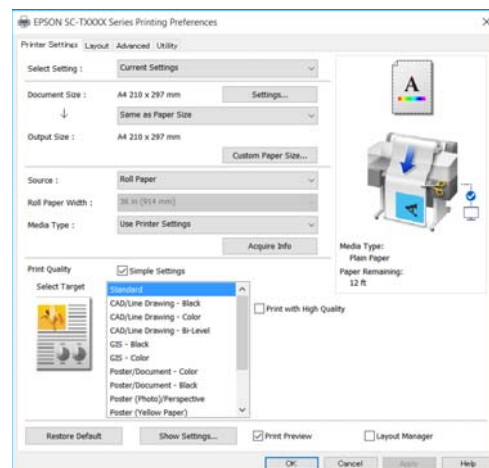 EPSON SC-TXXXX Series Printing Preferences
Printer Settings Layout Advanced Utility
Select Setting : Current Settings
Document Size : A4 210 x 297 mm Settings...
Same as Paper Size
Output Size : A4 210 x 297 mm
Custom Paper Size...
Source : Roll Paper
Roll Paper Width : 36 in (914 mm)
Media Type : Use Printer Settings
Acquire Info
A
Media Type:
Plain Paper
Paper Remaining:
12 ft
Print Quality Simple Settings
Select Target
Standard
CAD/Line Drawing - Black
CAD/Line Drawing - Color
CAD/Line Drawing - Bi-Level
GIS - Black
GIS - Color
Poster/Document - Color
Poster/Document - Black
Poster (Photo)/Perspective
Poster (Yellow Paper)
Print with High Quality
Restore Default Show Settings... Print Preview Layout Manager
OK Cancel Apply Help